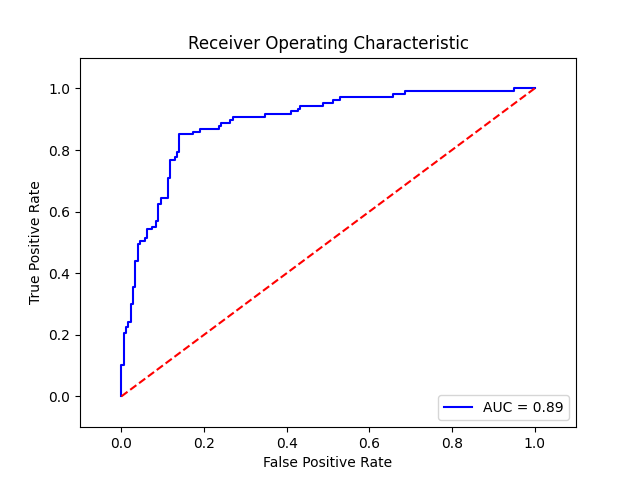 Receiver Operating Characteristic
True Positive Rate
1.0
0.8
0.6
0.4
0.2
0.0
0.0 0.2 0.4 0.6 0.8 1.0
False Positive Rate
AUC = 0.89